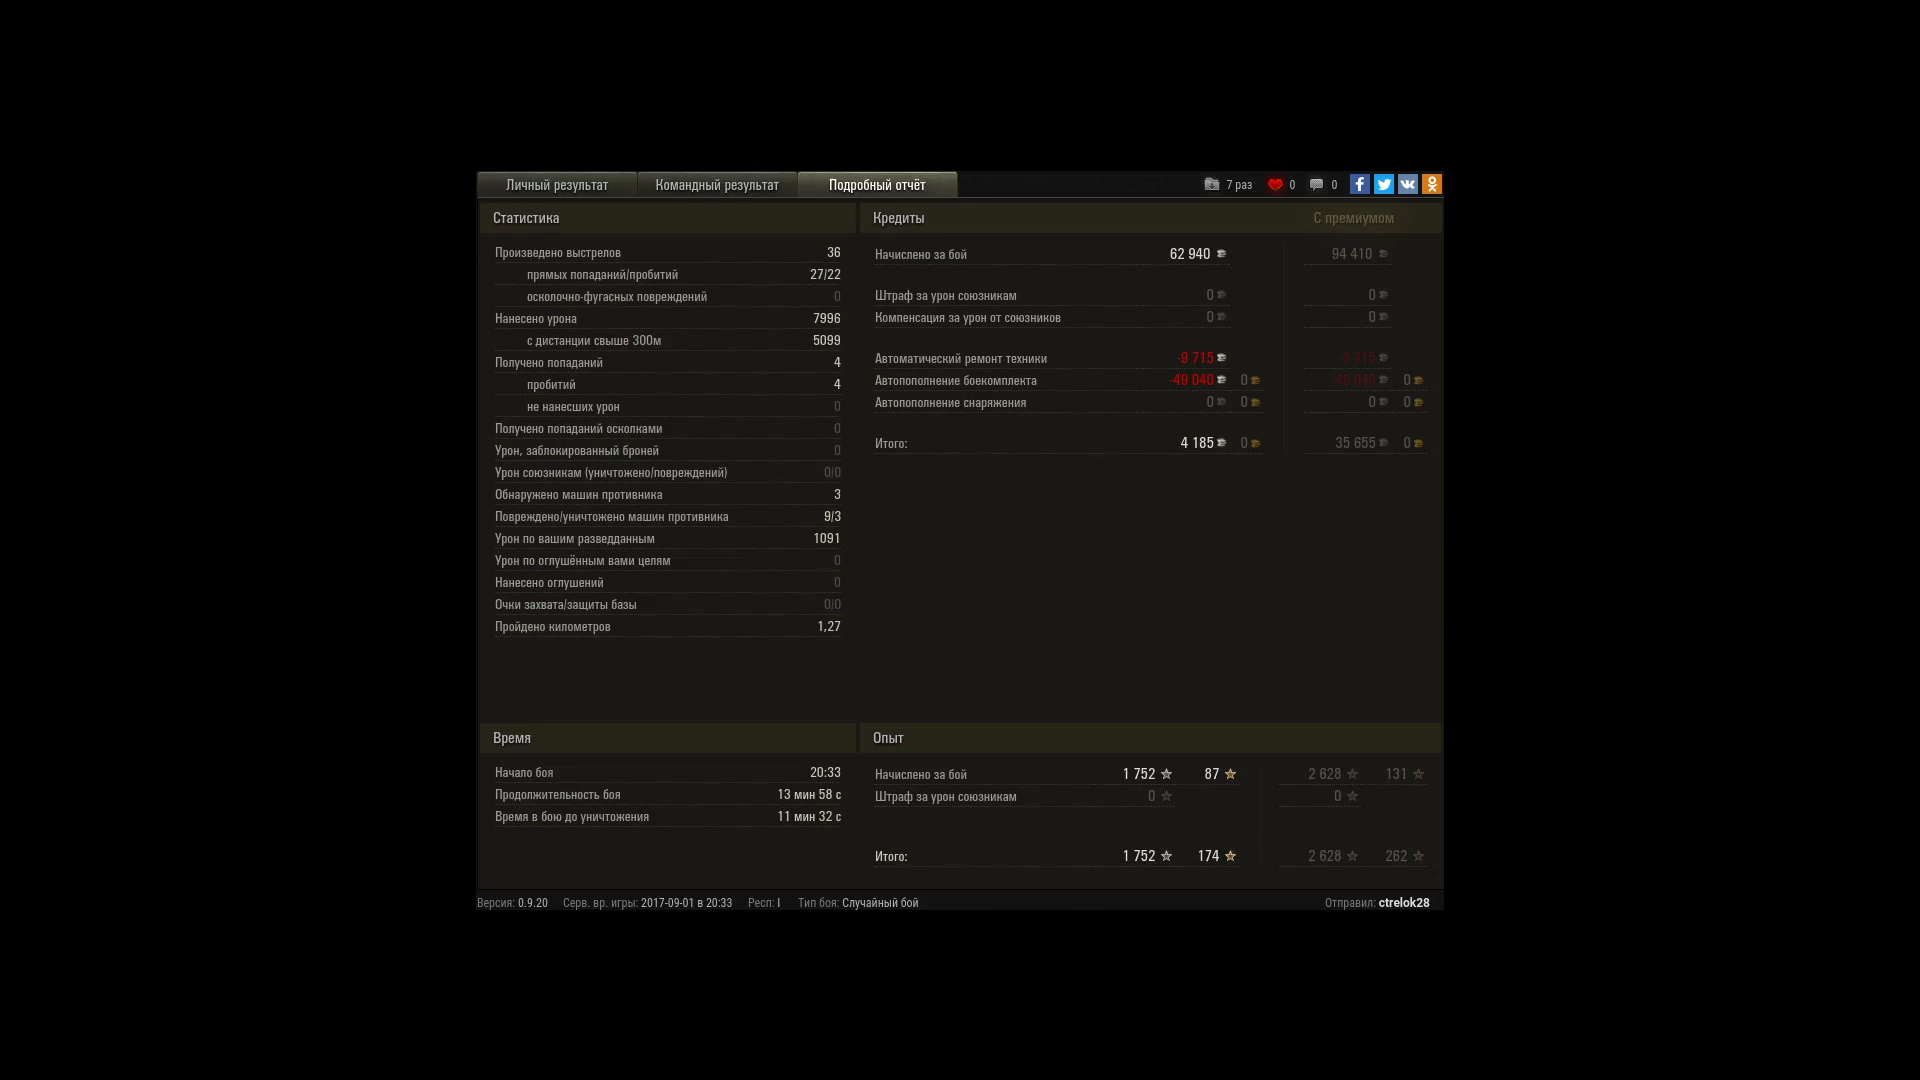 Личный результат Командный результат Подробный отчёт 7 раз 0 0
Статистика
Произведено выстрелов 36
прямых попаданий/пробитий 27/22
осколочно-фугасных повреждений 0
Нанесено урона 7996
с дистанции свыше 300м 5099
Получено попаданий 4
пробитий 4
не нанесших урон 0
Получено попаданий осколками 0
Урон, заблокированный броней 0
Урон союзникам (уничтожено/повреждений) 0/0
Обнаружено машин противника 3
Повреждено/уничтожено машин противника 9/3
Урон по вашим разведданным 1091
Урон по оглушённым вами целям 0
Нанесено оглушений 0
Очки захвата/защиты базы 0/0
Пройдено километров 1,27
Кредиты С премиумом
Начислено за бой 62 940 94 410
Штраф за урон союзникам 0 0
Компенсация за урон от союзников 0 0
Автоматический ремонт техники -9 715 -9 715
Автопополнение боекомплекта -49 040 0 -49 040 0
Автопополнение снаряжения 0 0 0 0
Итого: 4 185 0 35 655 0
Время
Начало боя 20:33
Продолжительность боя 13 мин 58 с
Время в бою до уничтожения 11 мин 32 с
Опыт
Начислено за бой 1 752 87 2 628 131
Штраф за урон союзникам 0 0
Итого: 1 752 174 2 628 262
Версия: 0.9.20 Серв. вр. игры: 2017-09-01 в 20:33 Респ: I Тип боя: Случайный бой Отправил: ctrelok28